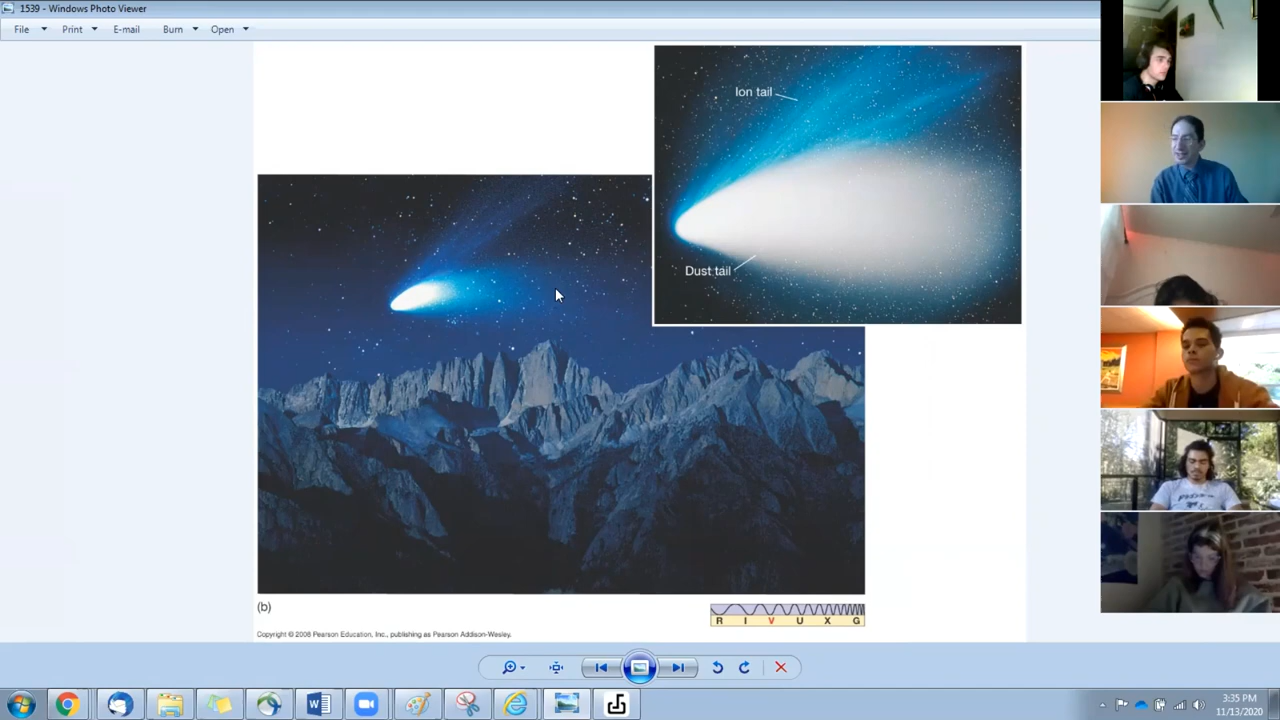 1539 - Windows Photo Viewer
File Print E-mail Burn Open
Ion tail
Dust tail
(b)
R I V U X G
Copyright © 2008 Pearson Education, Inc., publishing as Pearson Addison-Wesley.
3:35 PM
11/13/2020